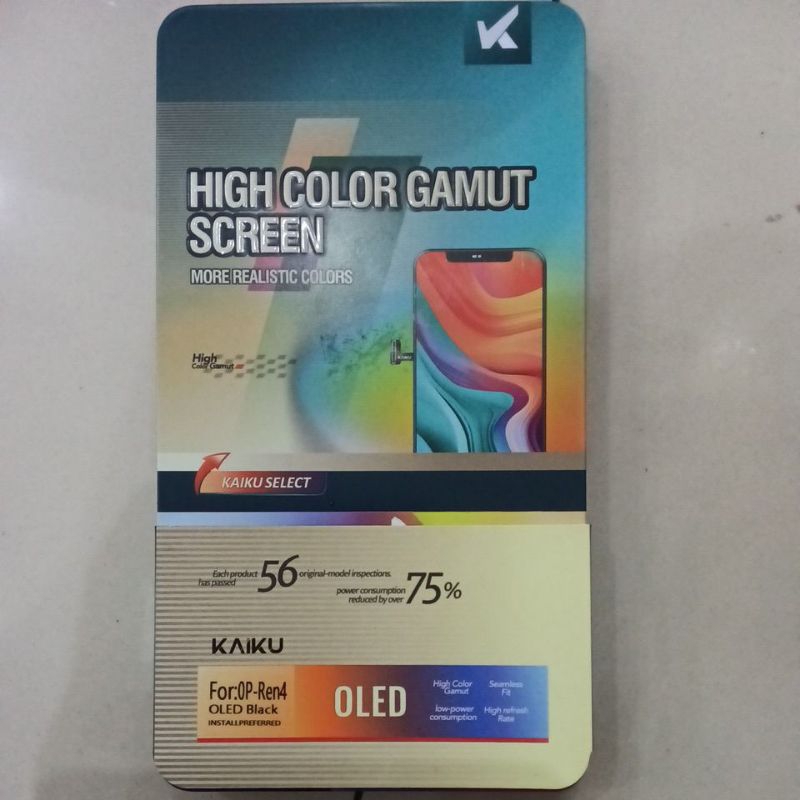 HIGH COLOR GAMUT
SCREEN
MORE REALISTIC COLORS
High
Color Gamut
KAIKU
KAIKU SELECT
Each product
has passed
56
original-model inspections.
power consumption
reduced by over
75%
KAIKU
For:OP-Ren4
OLED Black
INSTALLPREFERRED
OLED
High Color
Gamut
Seamless
Fit
low-power
consumption
High refresh
Rate